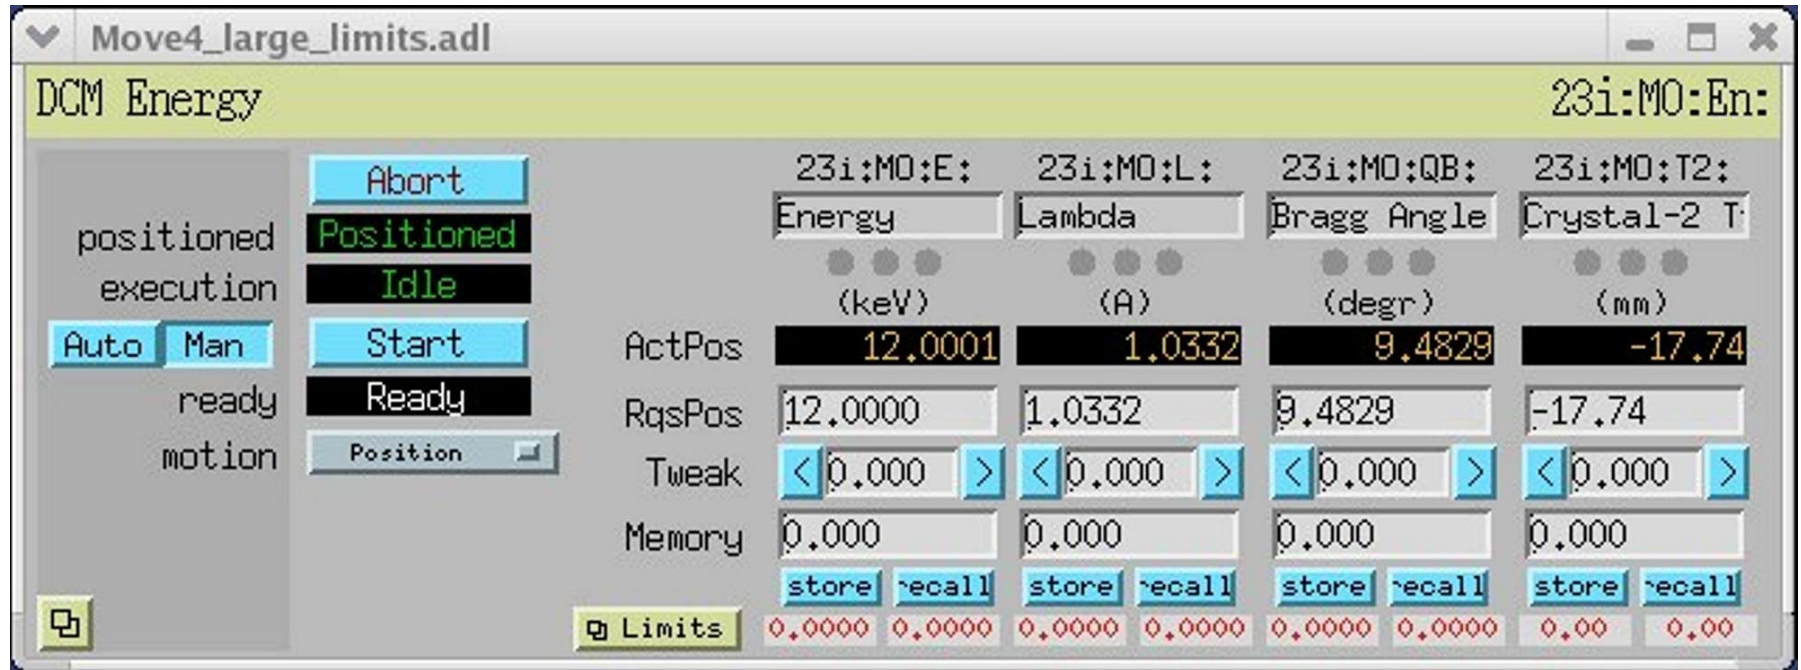 Move4_large_limits.adl
DCM Energy 23i:MO:En:
Abort 23i:MO:E: 23i:MO:L: 23i:MO:QB: 23i:MO:T2:
positioned Positioned Energy Lambda Bragg Angle Crystal-2 T
execution Idle (keV) (A) (degr) (mm)
Auto Man Start ActPos 12.0001 1.0332 9.4829 -17.74
ready Ready RqsPos 12.0000 1.0332 9.4829 -17.74
motion Position Tweak < 0.000 > < 0.000 > < 0.000 > < 0.000 >
Memory 0.000 0.000 0.000 0.000
store recall store recall store recall store recall
Limits 0.0000 0.0000 0.0000 0.0000 0.0000 0.0000 0.00 0.00